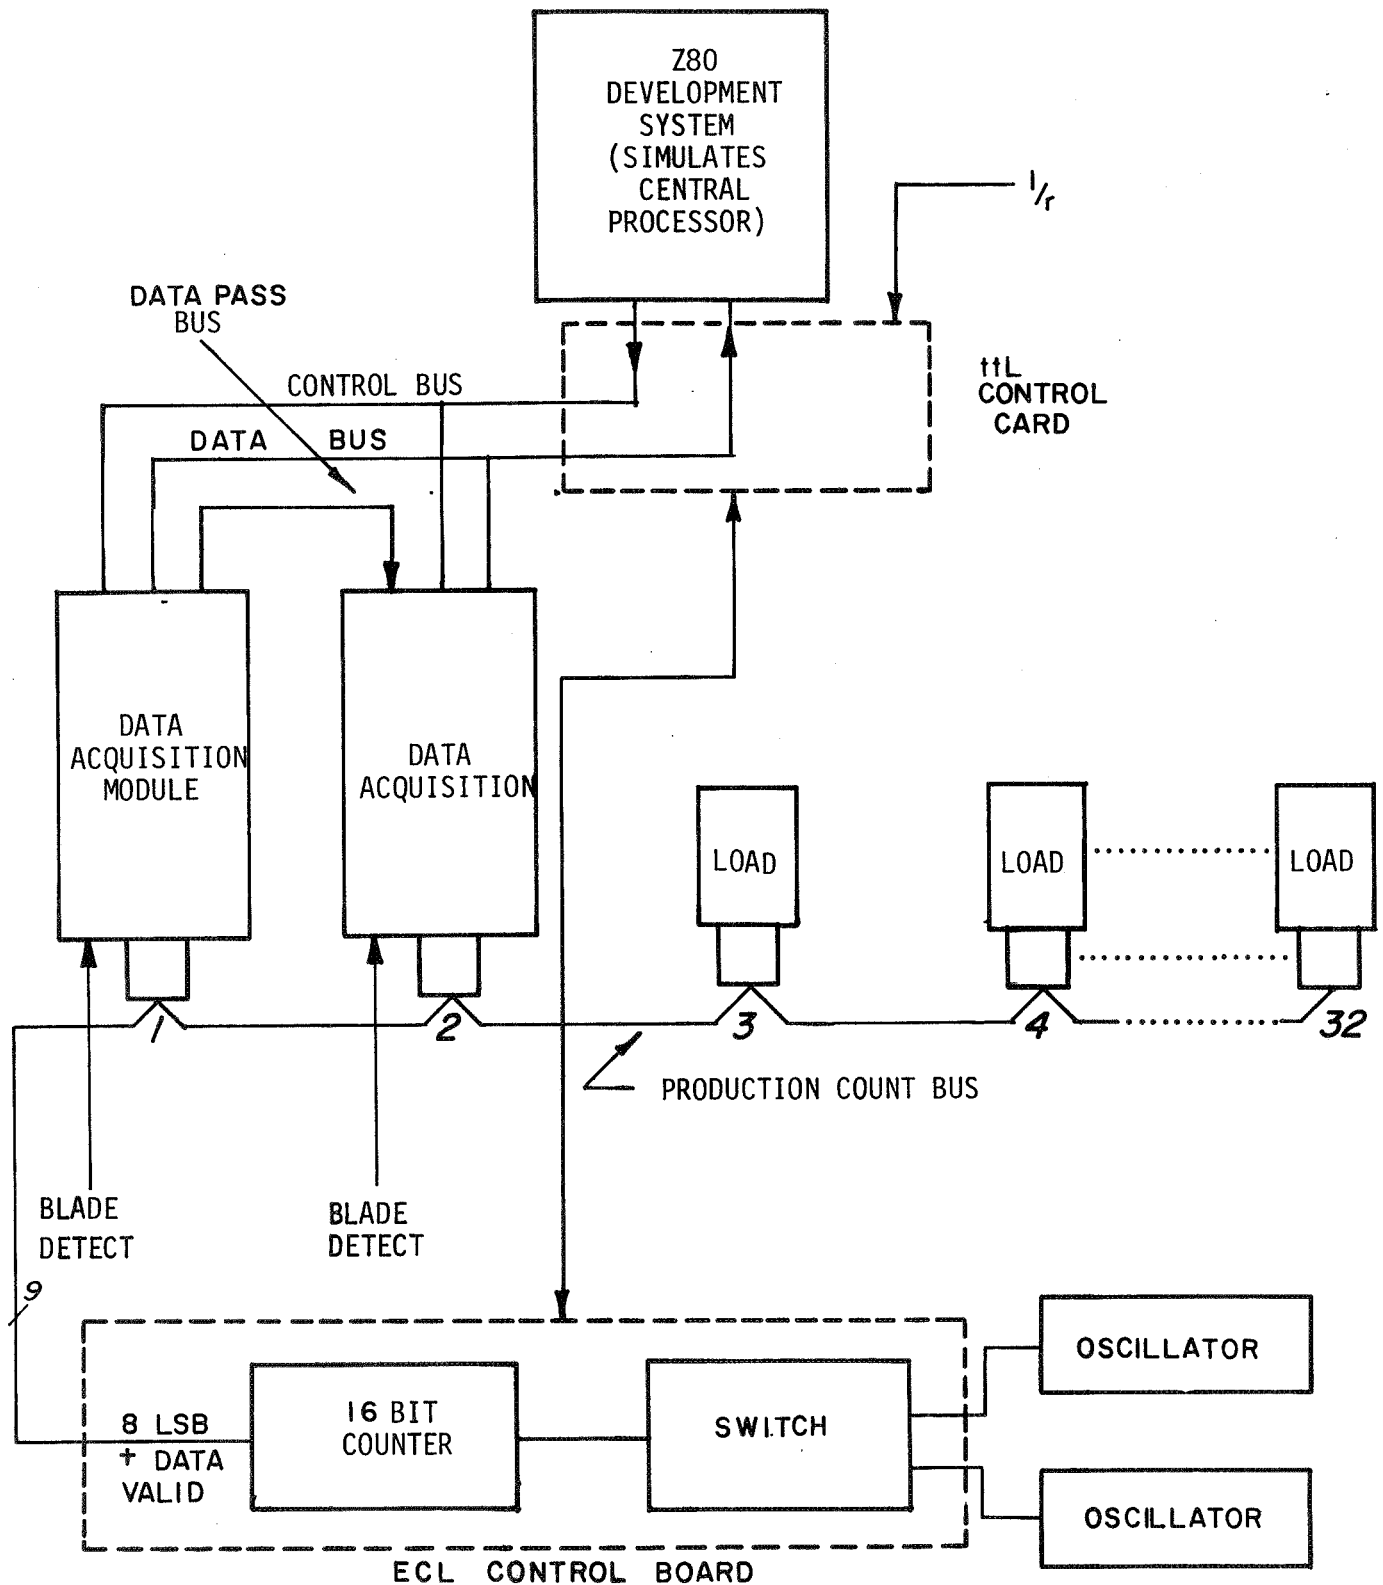 Z80
DEVELOPMENT
SYSTEM
(SIMULATES
CENTRAL
PROCESSOR)
1/r
DATA PASS
BUS
CONTROL BUS
DATA BUS
ttL
CONTROL
CARD
DATA
ACQUISITION
MODULE
DATA
ACQUISITION
LOAD
LOAD
LOAD
1
2
3
4
32
PRODUCTION COUNT BUS
BLADE
DETECT
BLADE
DETECT
9
8 LSB
+ DATA
VALID
16 BIT
COUNTER
SWITCH
OSCILLATOR
OSCILLATOR
ECL CONTROL BOARD